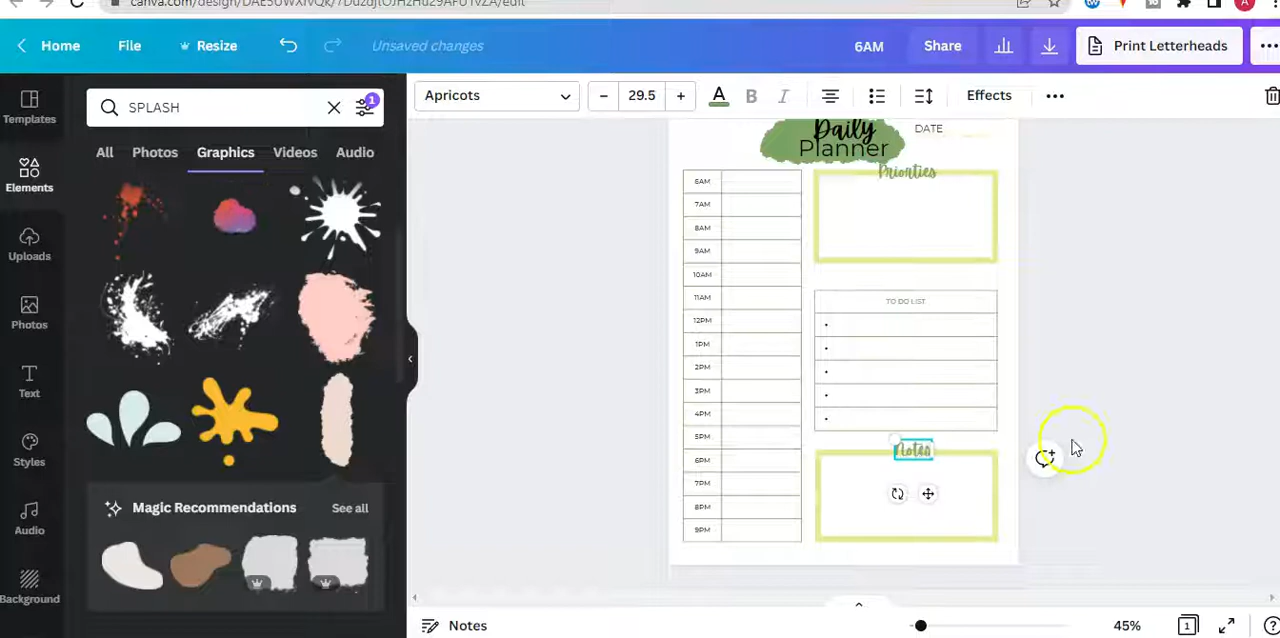 Home File Resize Unsaved changes 6AM Share Print Letterheads
SPLASH
Apricots 29.5 A B I Effects
Templates
Elements
Uploads
Photos
Text
Styles
Audio
Background
All Photos Graphics Videos Audio
Magic Recommendations See all
Daily
Planner
DATE
Priorties
6AM
7AM
8AM
9AM
10AM
11AM
12PM
1PM
2PM
3PM
4PM
5PM
6PM
7PM
8PM
9PM
TO DO LIST
Notes
Notes 45% 1